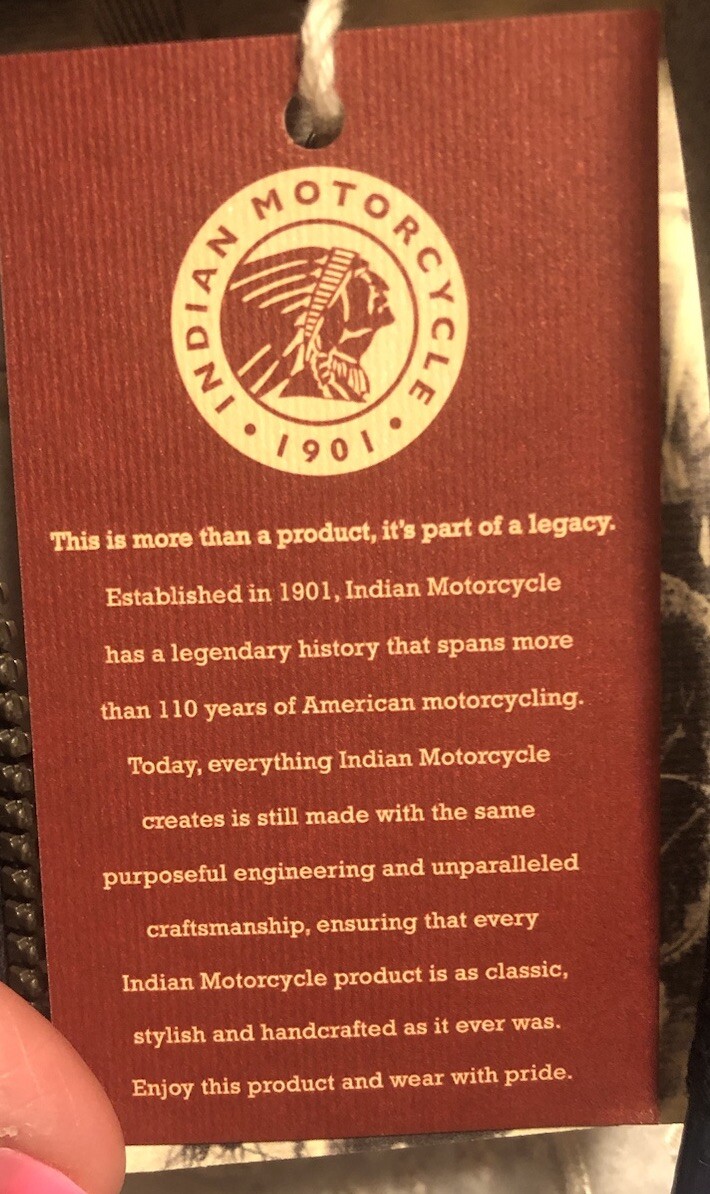 INDIAN MOTORCYCLE
• 1901 •
This is more than a product, it's part of a legacy.
Established in 1901, Indian Motorcycle
has a legendary history that spans more
than 110 years of American motorcycling.
Today, everything Indian Motorcycle
creates is still made with the same
purposeful engineering and unparalleled
craftsmanship, ensuring that every
Indian Motorcycle product is as classic,
stylish and handcrafted as it ever was.
Enjoy this product and wear with pride.